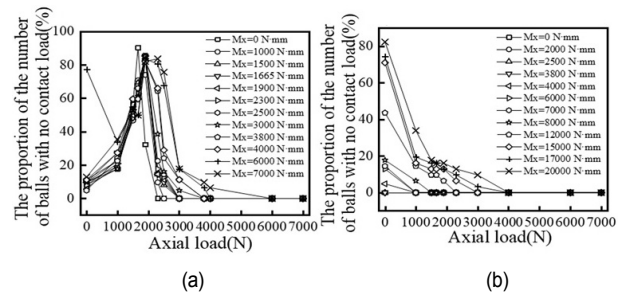 The proportion of the number
of balls with no contact load(%)
100
80
60
40
20
0
0 1000 2000 3000 4000 5000 6000 7000
Axial load(N)
Mx=0 N·mm
Mx=1000 N·mm
Mx=1500 N·mm
Mx=1665 N·mm
Mx=1900 N·mm
Mx=2300 N·mm
Mx=2500 N·mm
Mx=3000 N·mm
Mx=3800 N·mm
Mx=4000 N·mm
Mx=6000 N·mm
Mx=7000 N·mm
(a)
The proportion of the number
of balls with no contact load(%)
100
80
60
40
20
0
0 1000 2000 3000 4000 5000 6000 7000
Axial load(N)
Mx=0 N·mm
Mx=2000 N·mm
Mx=2500 N·mm
Mx=3800 N·mm
Mx=4000 N·mm
Mx=6000 N·mm
Mx=7000 N·mm
Mx=8000 N·mm
Mx=12000 N·mm
Mx=15000 N·mm
Mx=17000 N·mm
Mx=20000 N·mm
(b)